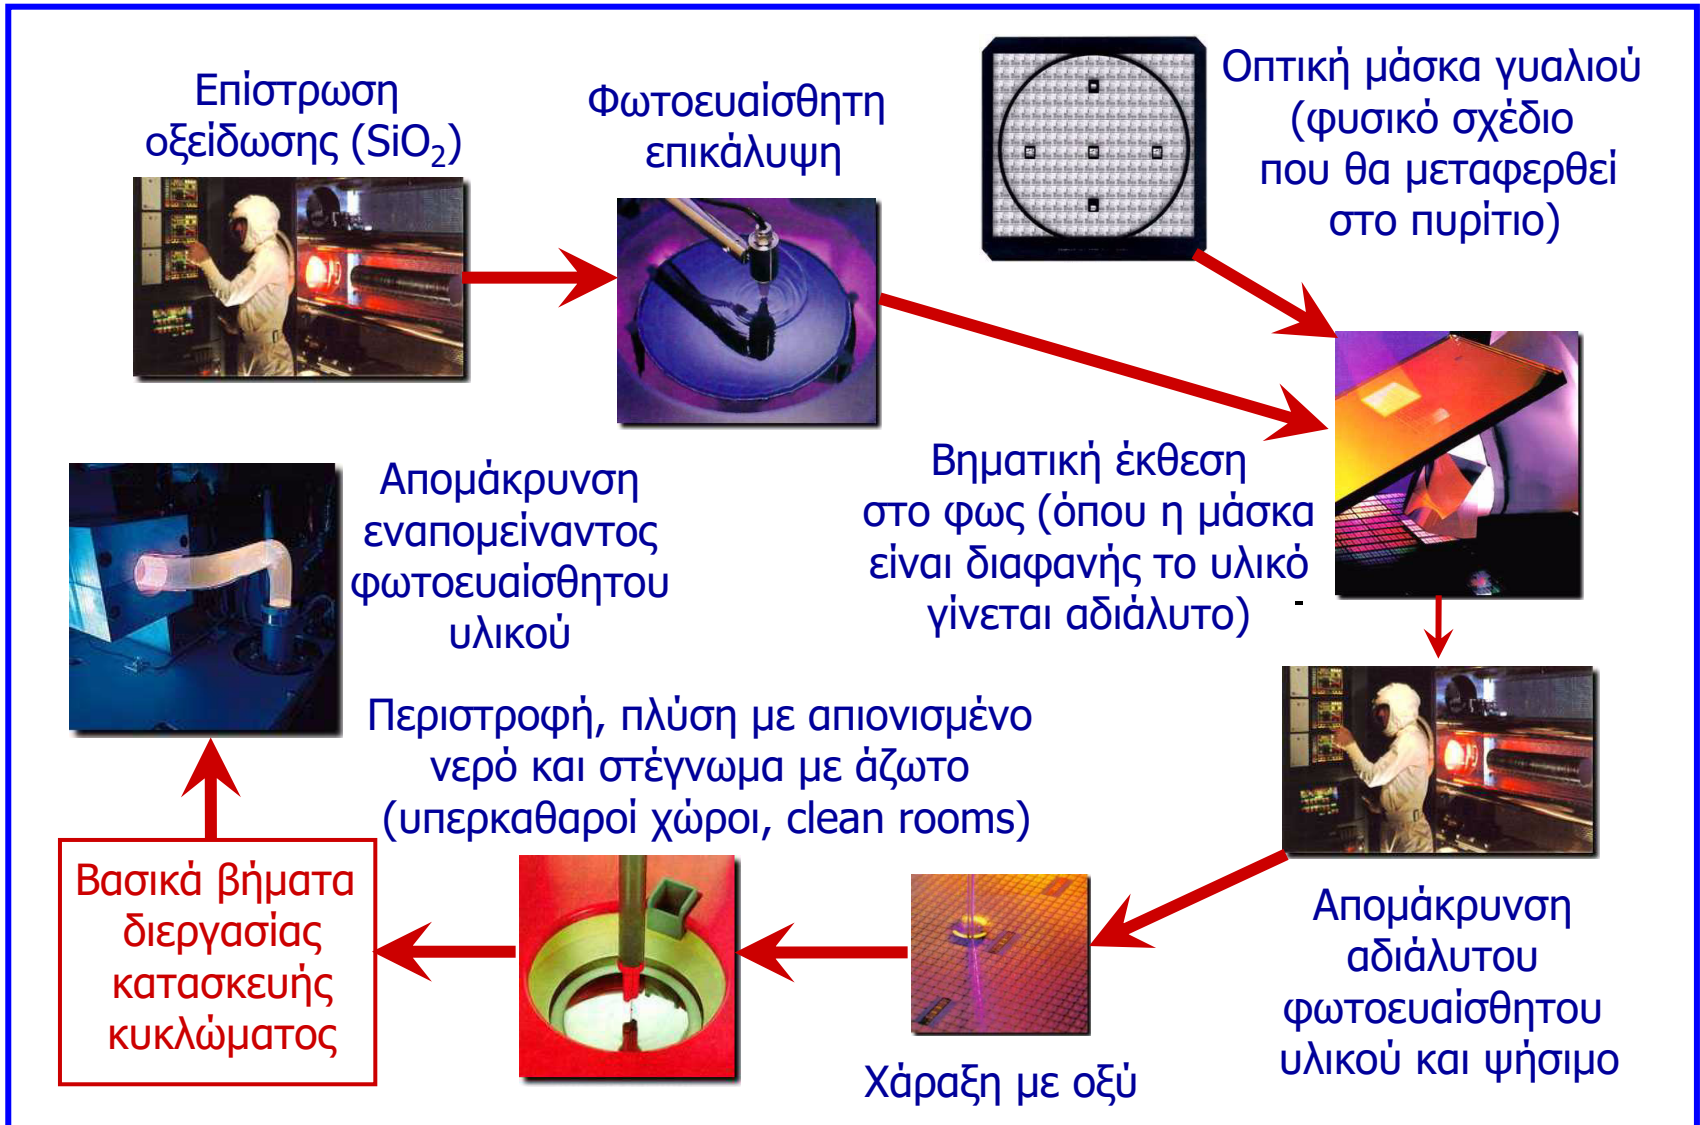 Επίστρωση
οξείδωσης (SiO₂)
Φωτοευαίσθητη
επικάλυψη
Οπτική μάσκα γυαλιού
(φυσικό σχέδιο
που θα μεταφερθεί
στο πυρίτιο)
Βηματική έκθεση
στο φως (όπου η μάσκα
είναι διαφανής το υλικό
γίνεται αδιάλυτο)
Απομάκρυνση
αδιάλυτου
φωτοευαίσθητου
υλικού και ψήσιμο
Χάραξη με οξύ
Περιστροφή, πλύση με απιονισμένο
νερό και στέγνωμα με άζωτο
(υπερκαθαροί χώροι, clean rooms)
Βασικά βήματα
διεργασίας
κατασκευής
κυκλώματος
Απομάκρυνση
εναπομείναντος
φωτοευαίσθητου
υλικού